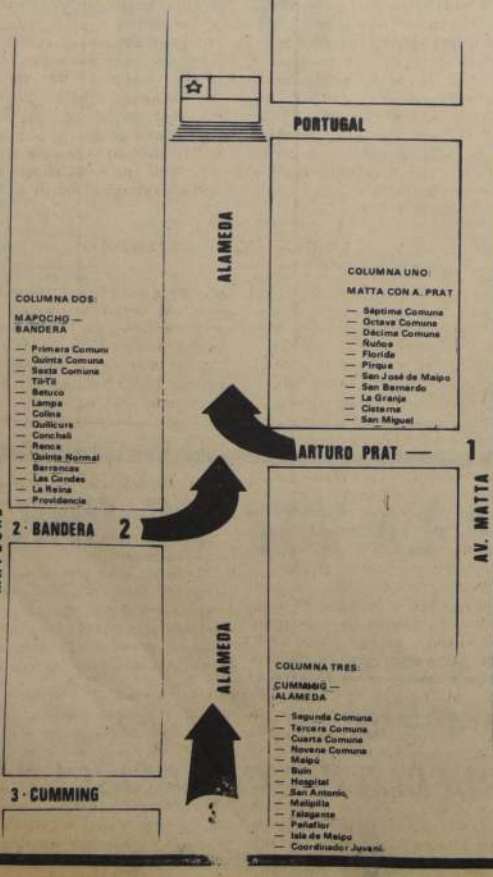 PORTUGAL
ALAMEDA
COLUMNA UNO:
MATTA CON A. PRAT
— Séptima Comuna
— Octava Comuna
— Décima Comuna
— Ñuñoa
— Florida
— Pirque
— San José de Maipo
— San Bernardo
— La Granja
— Cisterna
— San Miguel
COLUMNA DOS:
MAPOCHO —
BANDERA
— Primera Comuna
— Quinta Comuna
— Sexta Comuna
— Til-Til
— Batuco
— Lampa
— Colina
— Quilicura
— Conchalí
— Renca
— Quinta Normal
— Barrancas
— Las Condes
— La Reina
— Providencia
ARTURO PRAT — 1
AV. MATTA
2 · BANDERA 2
ALAMEDA
COLUMNA TRES:
CUMMING —
ALAMEDA
— Segunda Comuna
— Tercera Comuna
— Cuarta Comuna
— Novena Comuna
— Maipú
— Buin
— Hospital
— San Antonio,
— Melipilla
— Talagante
— Peñaflor
— Isla de Maipo
— Coordinador Juveni.
3 · CUMMING